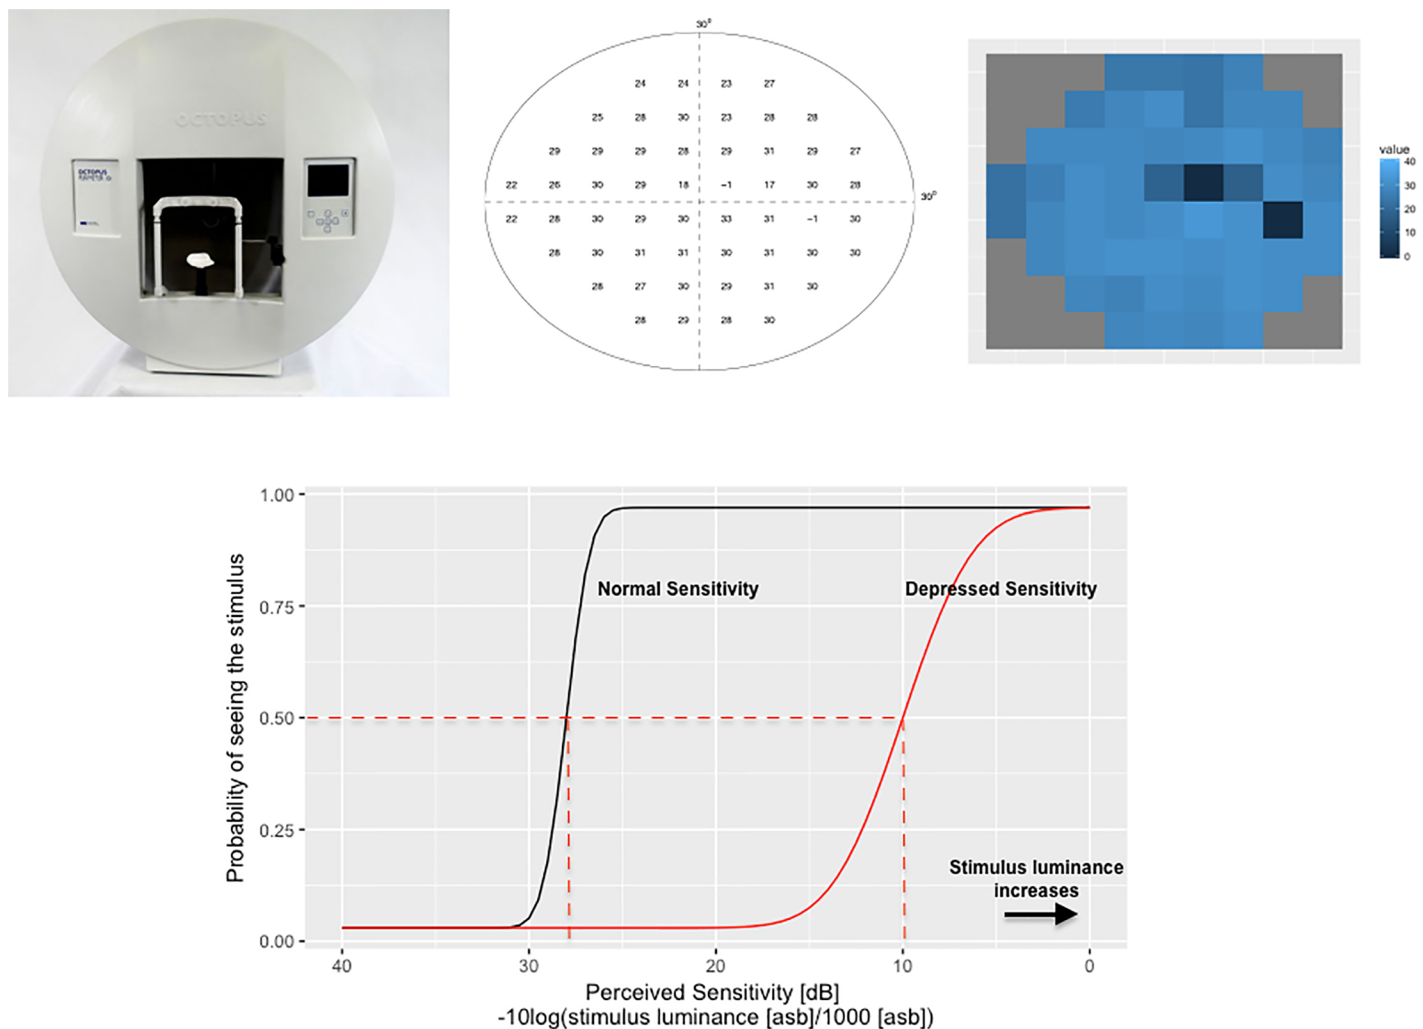 OCTOPUS
OCTOPUS
30⁰
24 24 23 27
25 28 30 23 28 28
29 29 29 28 29 31 29 27
22 26 30 29 18 −1 17 30 28
30⁰
22 28 30 29 30 33 31 −1 30
28 30 31 31 30 30 30 30
28 27 30 29 31 30
28 29 28 30
value
40
30
20
10
0
1.00
0.75
0.50
0.25
0.00
Probability of seeing the stimulus
Normal Sensitivity
Depressed Sensitivity
Stimulus luminance
increases
40 30 20 10 0
Perceived Sensitivity [dB]
-10log(stimulus luminance [asb]/1000 [asb])